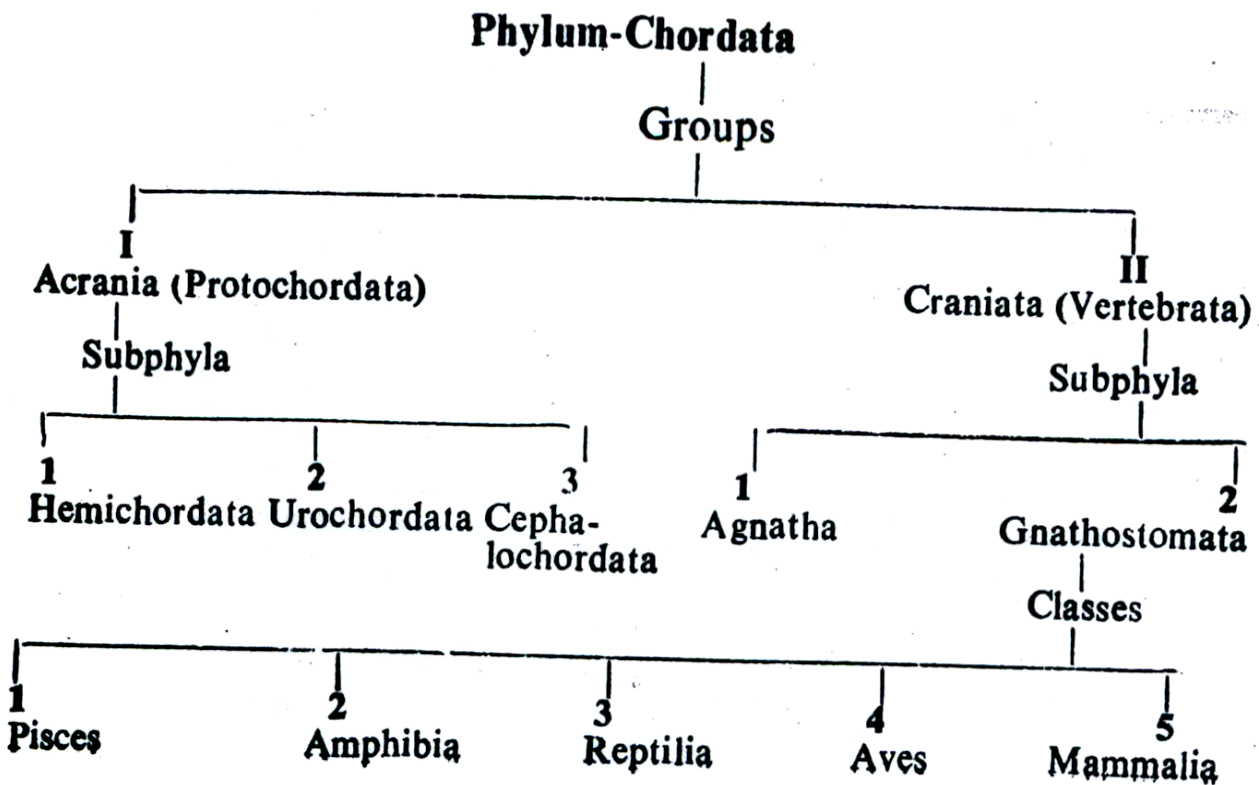 Phylum-Chordata
Groups
I
Acrania (Protochordata)
Subphyla
1
Hemichordata
2
Urochordata
3
Cepha-
lochordata
II
Craniata (Vertebrata)
Subphyla
1
Agnatha
2
Gnathostomata
Classes
1
Pisces
2
Amphibia
3
Reptilia
4
Aves
5
Mammalia